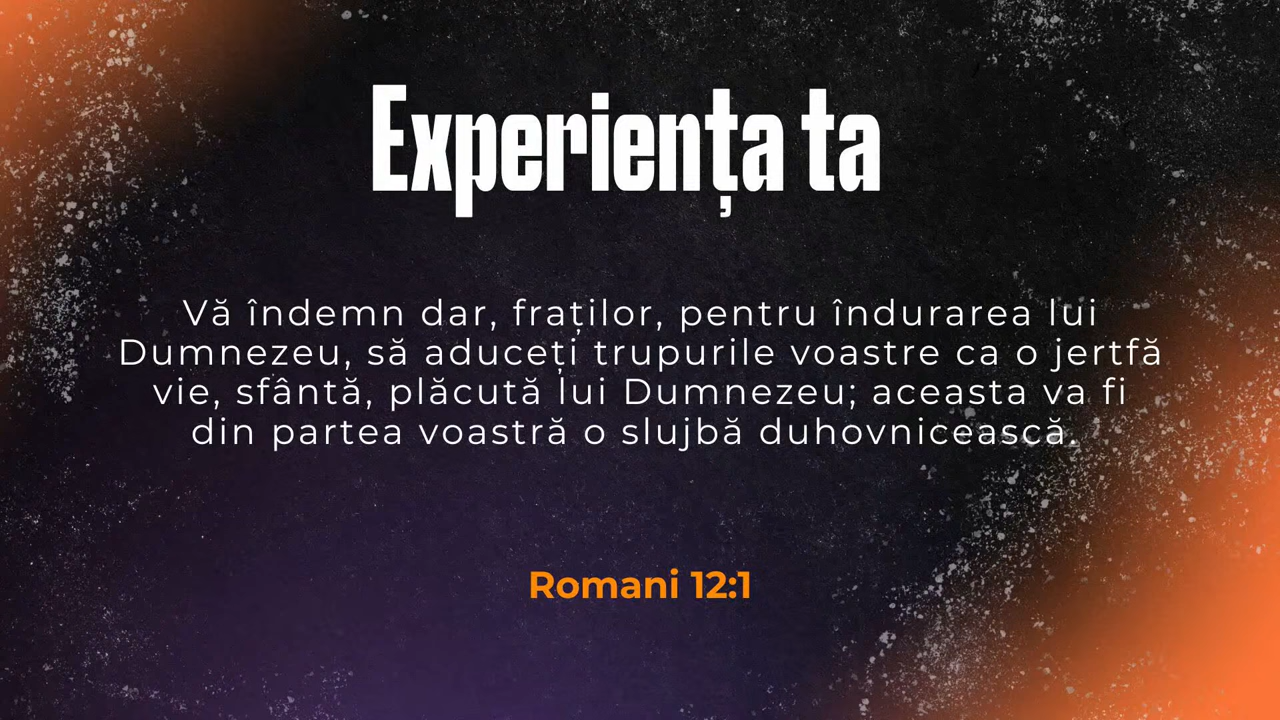 Experiența ta
Vă îndemn dar, fraților, pentru îndurarea lui
Dumnezeu, să aduceți trupurile voastre ca o jertfă
vie, sfântă, plăcută lui Dumnezeu; aceasta va fi
din partea voastră o slujbă duhovnicească.
Romani 12:1